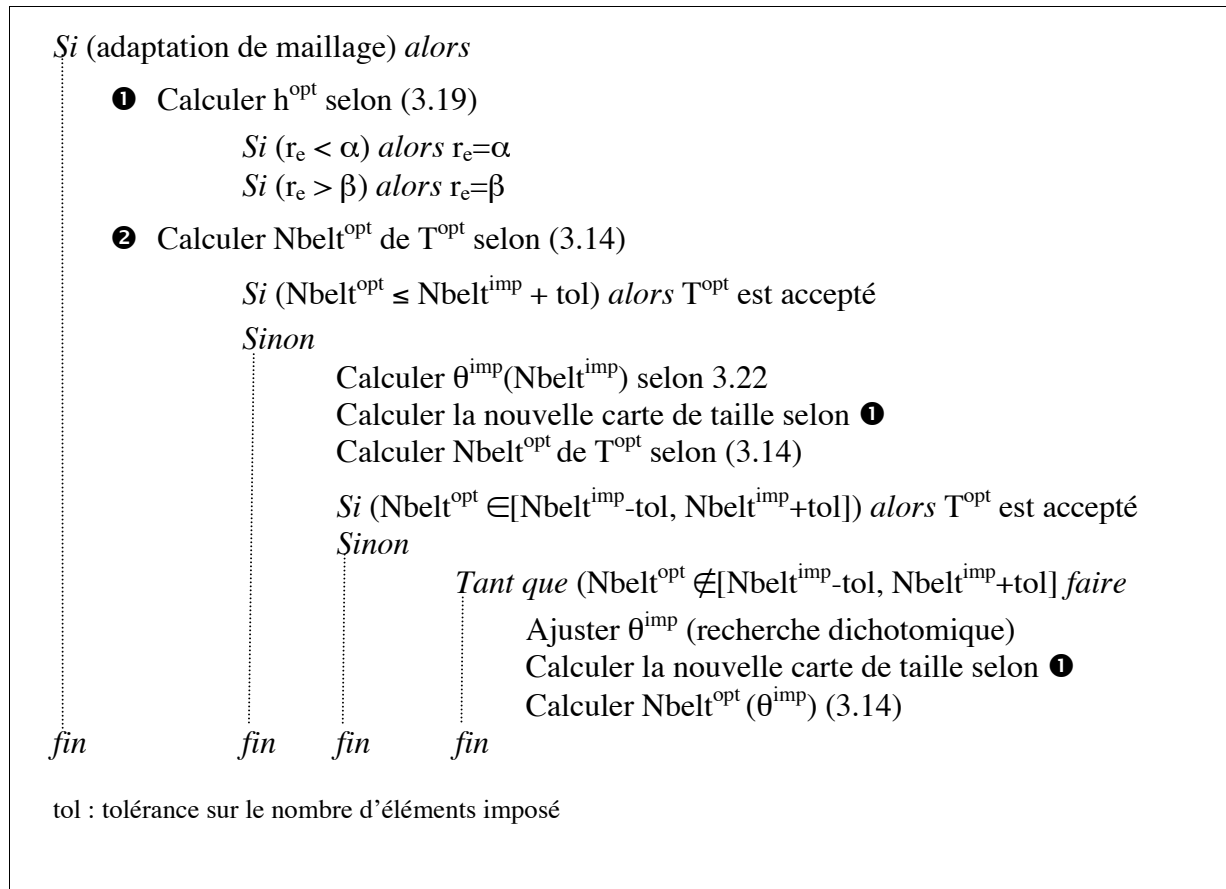 Si (adaptation de maillage) alors
❶ Calculer h^opt selon (3.19)
Si (r_e < α) alors r_e=α
Si (r_e > β) alors r_e=β
❷ Calculer Nbelt^opt de T^opt selon (3.14)
Si (Nbelt^opt ≤ Nbelt^imp + tol) alors T^opt est accepté
Sinon
Calculer θ^imp(Nbelt^imp) selon 3.22
Calculer la nouvelle carte de taille selon ❶
Calculer Nbelt^opt de T^opt selon (3.14)
Si (Nbelt^opt ∈[Nbelt^imp-tol, Nbelt^imp+tol]) alors T^opt est accepté
Sinon
Tant que (Nbelt^opt ∉[Nbelt^imp-tol, Nbelt^imp+tol] faire
Ajuster θ^imp (recherche dichotomique)
Calculer la nouvelle carte de taille selon ❶
Calculer Nbelt^opt (θ^imp) (3.14)
fin fin fin fin
tol : tolérance sur le nombre d'éléments imposé